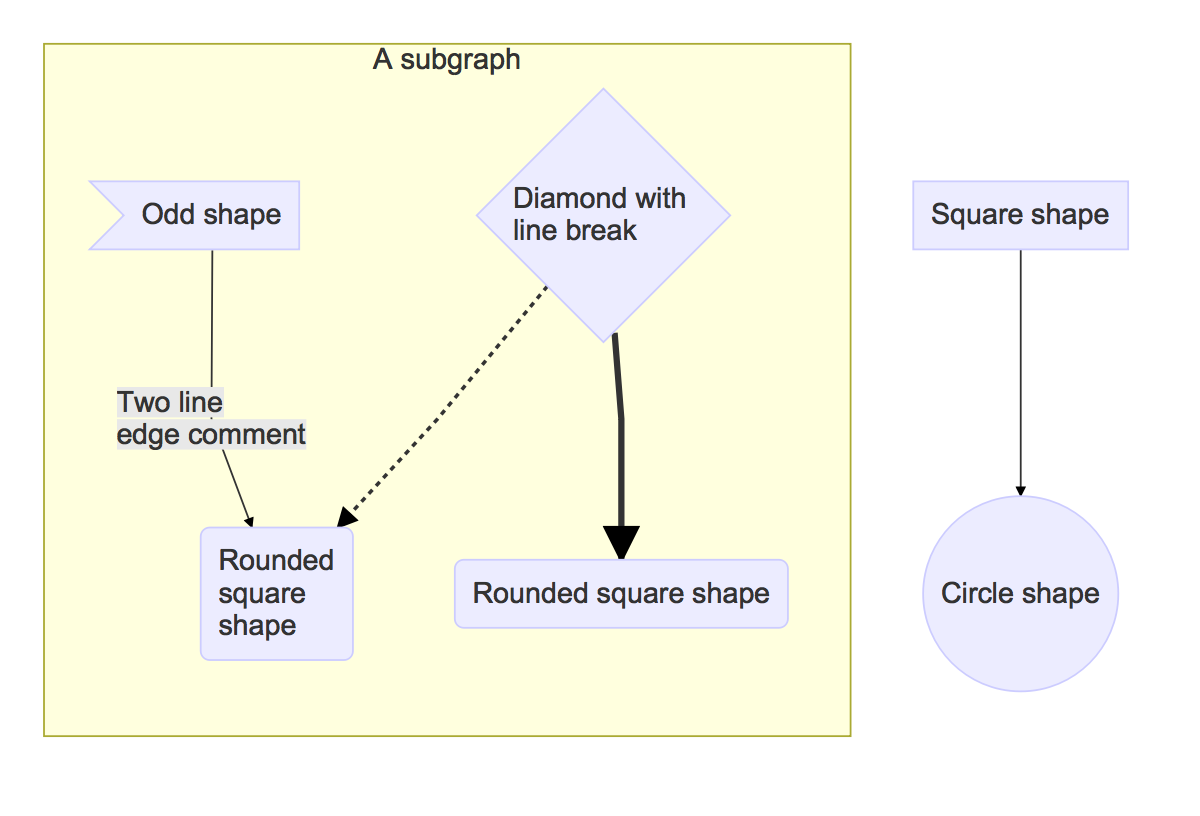 A subgraph
Odd shape
Diamond with
line break
Square shape
Two line
edge comment
Rounded
square
shape
Rounded square shape
Circle shape